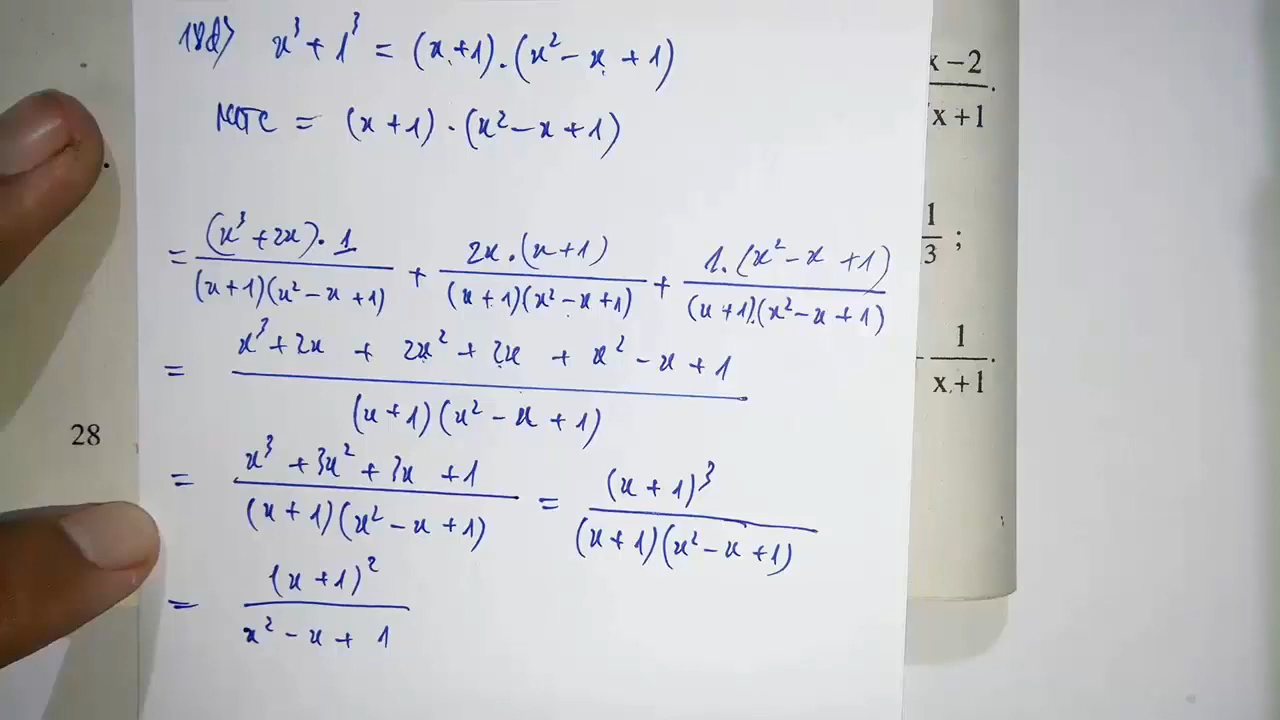 18d) x³ + 1³ = (x + 1).(x² - x + 1)
MTC = (x + 1).(x² - x + 1)
= (x³ + 2x).1 / (x+1)(x² - x + 1) + 2x.(x+1) / (x+1)(x² - x + 1) + 1.(x² - x + 1) / (x+1).(x² - x + 1)
= x³ + 2x + 2x² + 2x + x² - x + 1 / (x+1)(x² - x + 1)
= x³ + 3x² + 3x + 1 / (x+1)(x² - x + 1) = (x + 1)³ / (x+1)(x² - x + 1)
= (x + 1)² / x² - x + 1
28
x-2
x+1
.
1
3
;
1
x+1
.